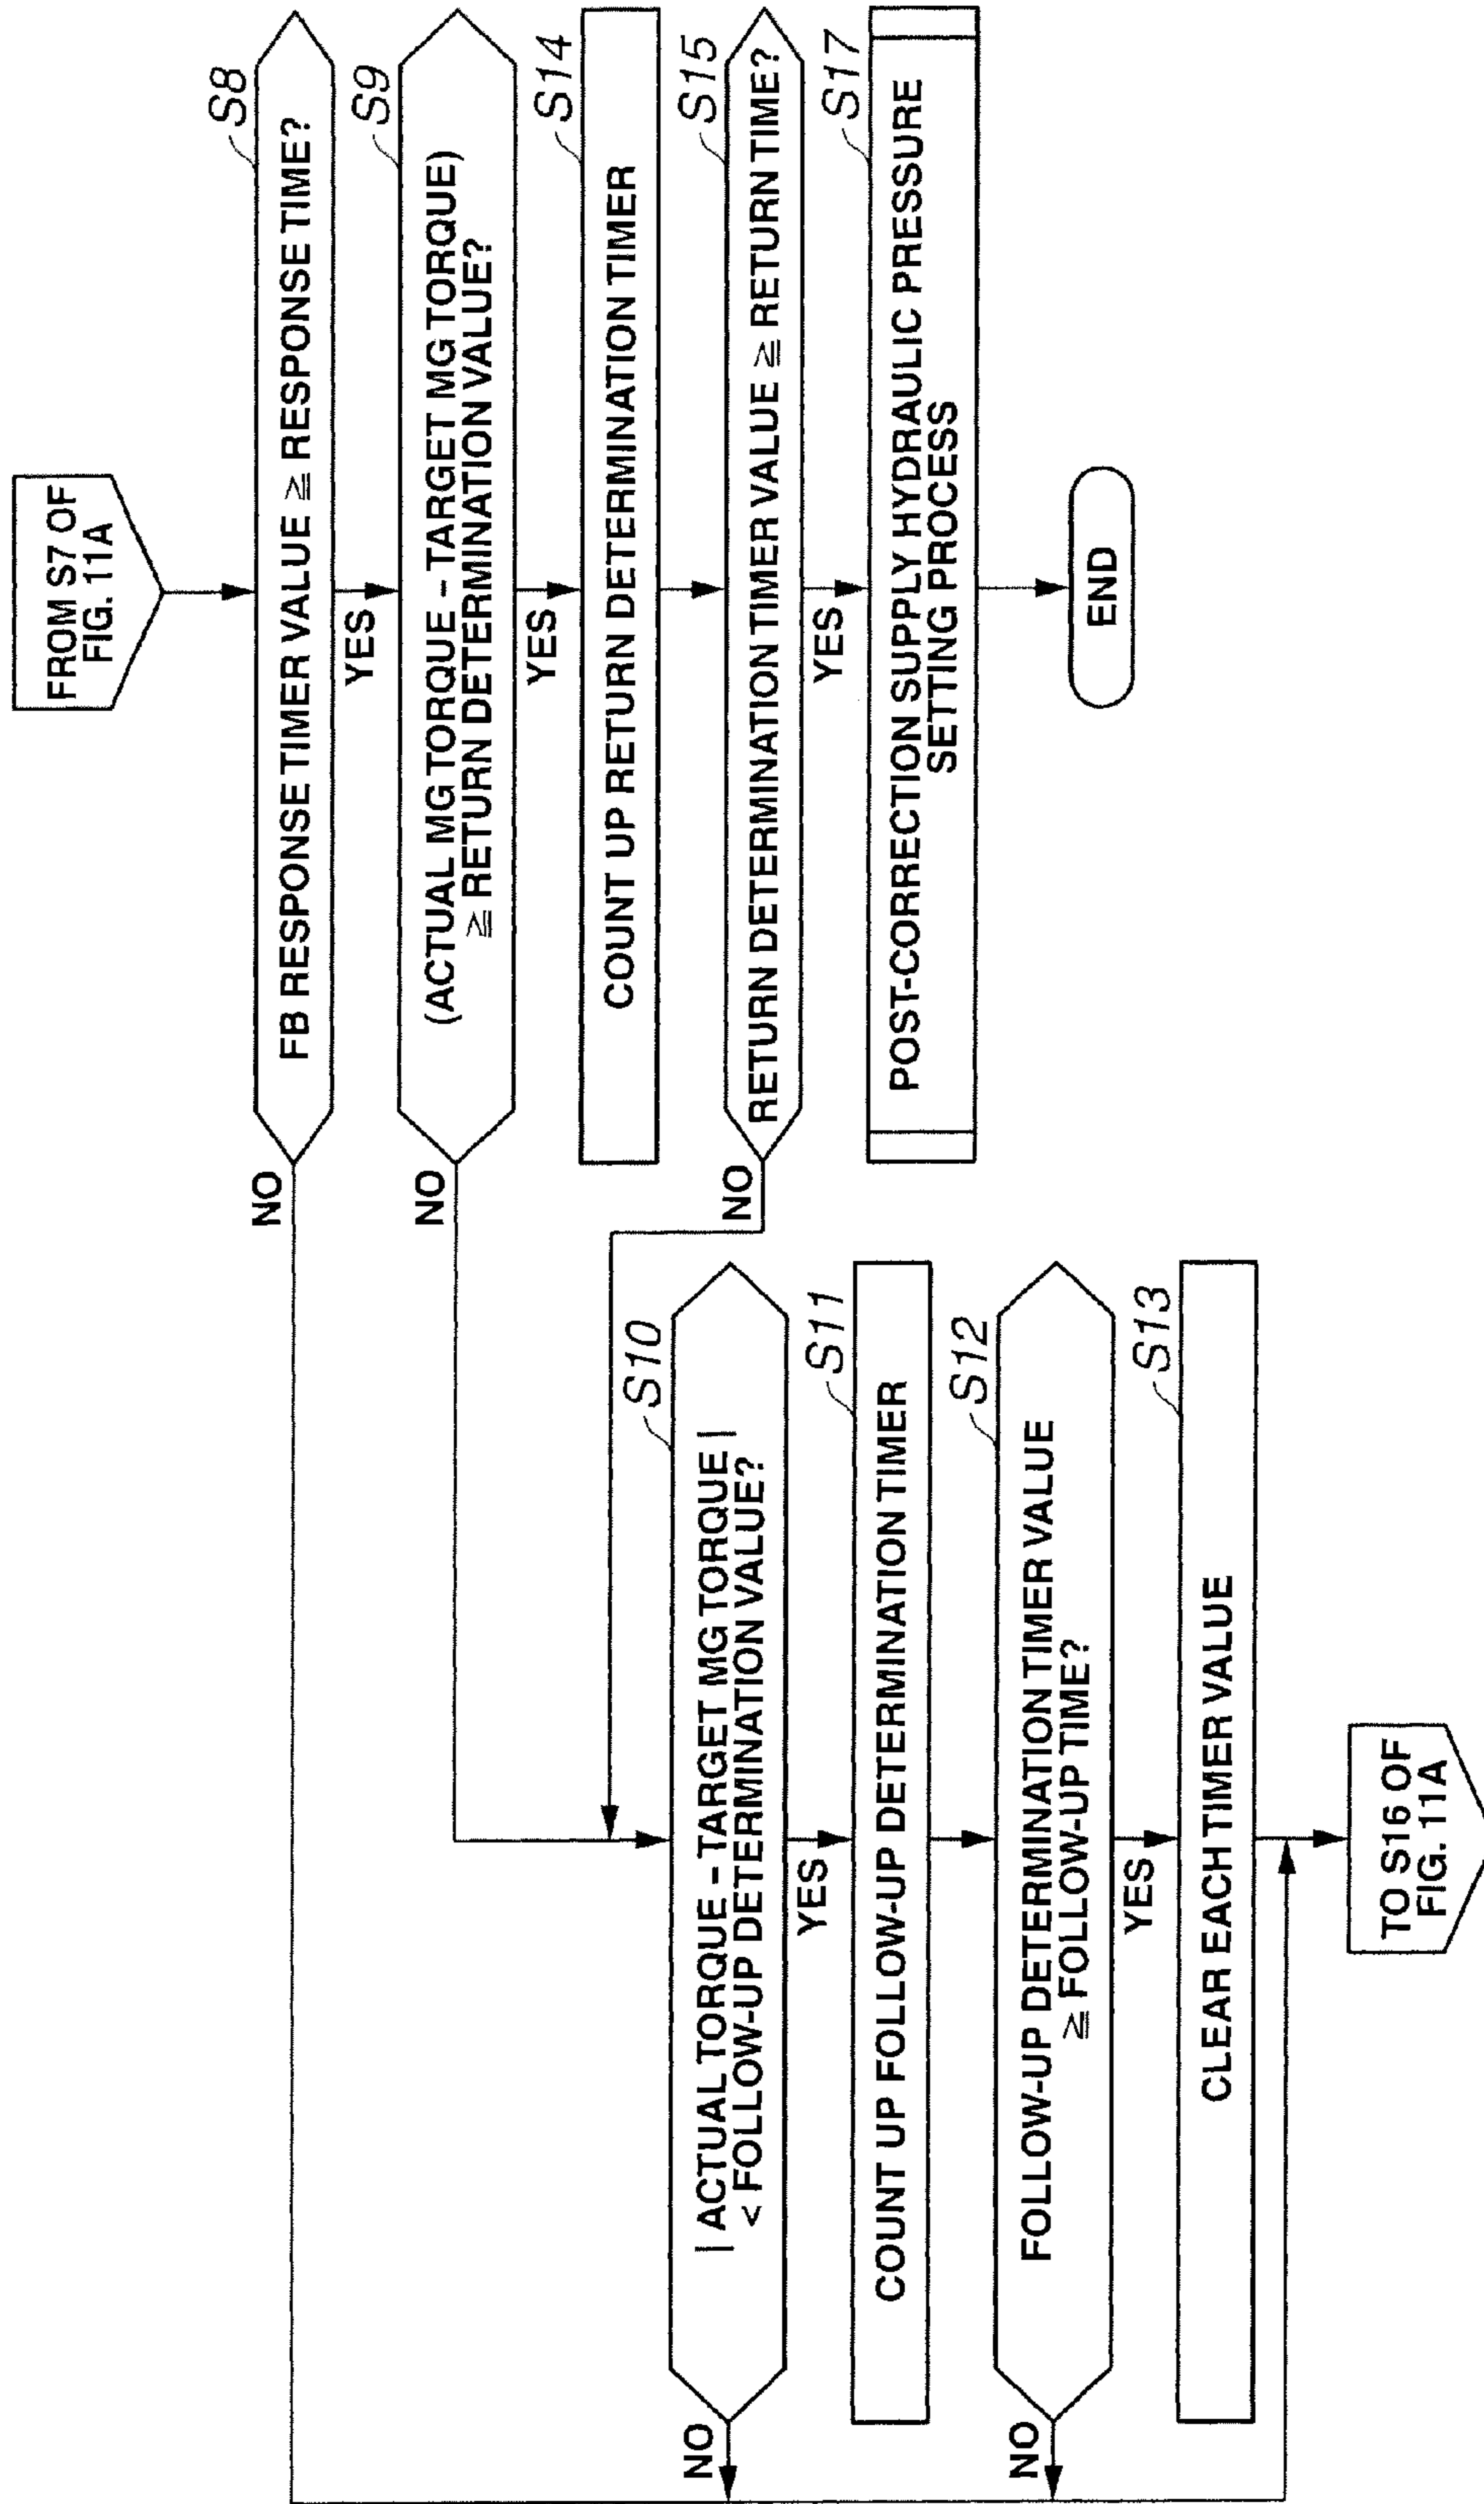 FROM S7 OF
FIG. 11A
S8
FB RESPONSE TIMER VALUE ≧ RESPONSE TIME?
NO
YES
S9
(ACTUAL MG TORQUE - TARGET MG TORQUE)
≧ RETURN DETERMINATION VALUE?
NO
YES
S14
COUNT UP RETURN DETERMINATION TIMER
S15
RETURN DETERMINATION TIMER VALUE ≧ RETURN TIME?
NO
YES
S17
POST-CORRECTION SUPPLY HYDRAULIC PRESSURE
SETTING PROCESS
END
S10
| ACTUAL TORQUE - TARGET MG TORQUE |
< FOLLOW-UP DETERMINATION VALUE?
NO
YES
S11
COUNT UP FOLLOW-UP DETERMINATION TIMER
S12
FOLLOW-UP DETERMINATION TIMER VALUE
≧ FOLLOW-UP TIME?
NO
YES
S13
CLEAR EACH TIMER VALUE
TO S16 OF
FIG. 11A